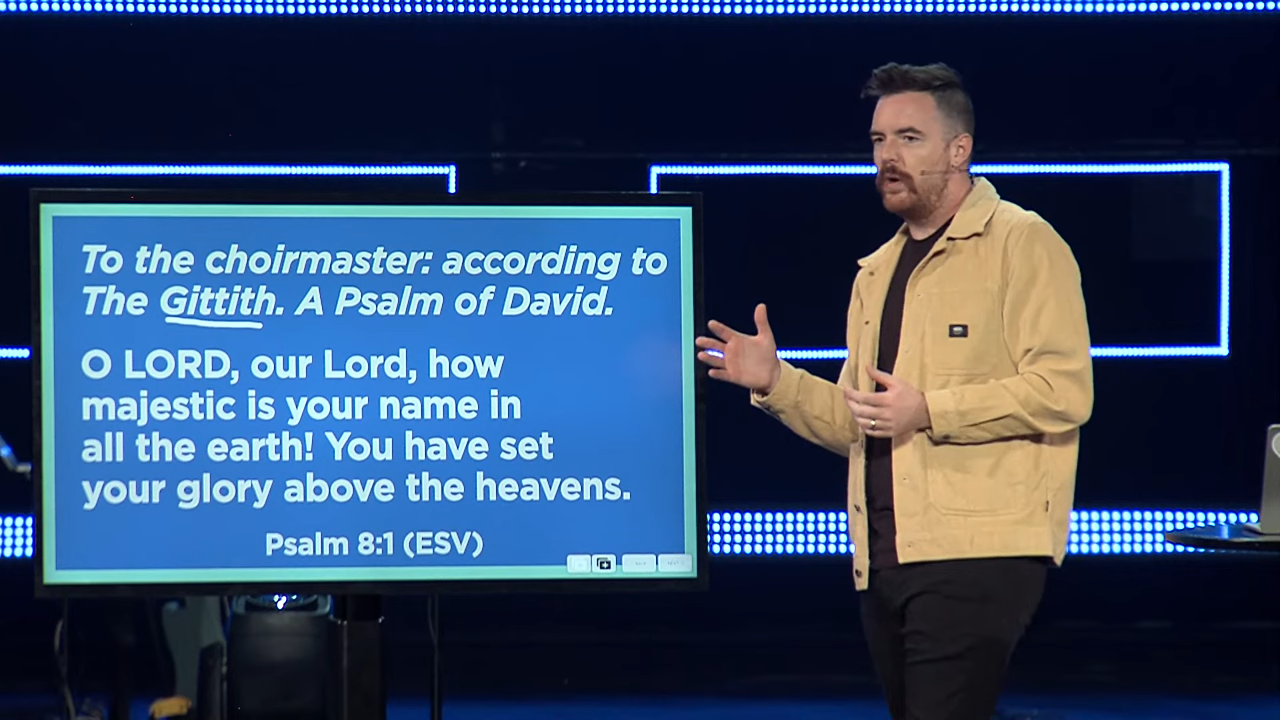 To the choirmaster: according to
The Gittith. A Psalm of David.
O LORD, our Lord, how
majestic is your name in
all the earth! You have set
your glory above the heavens.
Psalm 8:1 (ESV)